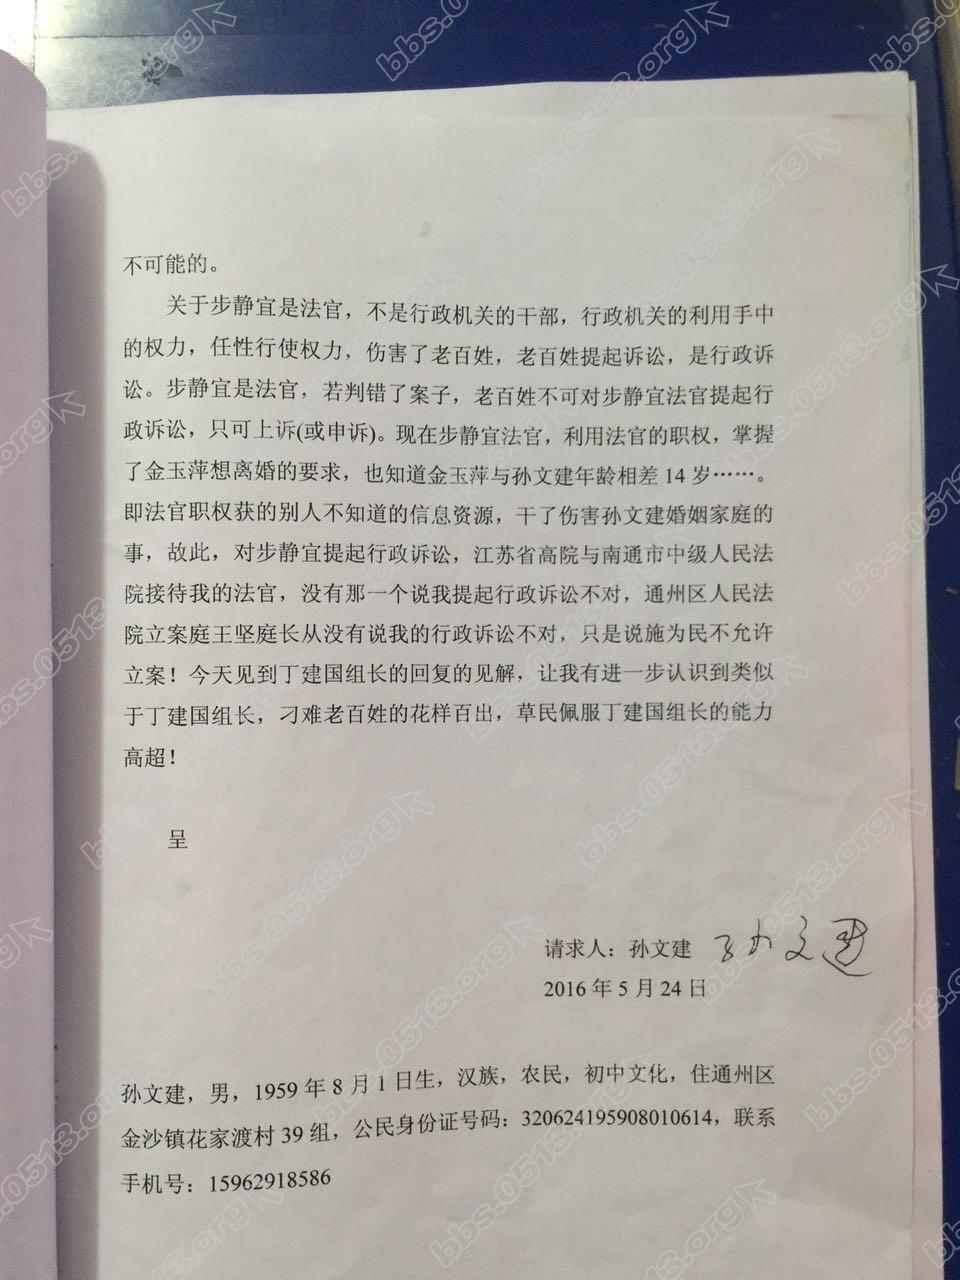 不可能的。
关于步静宜是法官，不是行政机关的干部，行政机关的利用手中
的权力，任性行使权力，伤害了老百姓，老百姓提起诉讼，是行政诉
讼。步静宜是法官，若判错了案子，老百姓不可对步静宜法官提起行
政诉讼，只可上诉(或申诉)。现在步静宜法官，利用法官的职权，掌握
了金玉萍想离婚的要求，也知道金玉萍与孙文建年龄相差 14 岁……。
即法官职权获的别人不知道的信息资源，干了伤害孙文建婚姻家庭的
事，故此，对步静宜提起行政诉讼，江苏省高院与南通市中级人民法
院接待我的法官，没有那一个说我提起行政诉讼不对，通州区人民法
院立案庭王坚庭长从没有说我的行政诉讼不对，只是说施为民不允许
立案！今天见到丁建国组长的回复的见解，让我有进一步认识到类似
于丁建国组长，刁难老百姓的花样百出，草民佩服丁建国组长的能力
高超！
呈
请求人：孙文建 孙文建
2016 年 5 月 24 日
孙文建，男，1959 年 8 月 1 日生，汉族，农民，初中文化，住通州区
金沙镇花家渡村 39 组，公民身份证号码：320624195908010614，联系
手机号：15962918586
bbs.0513.org